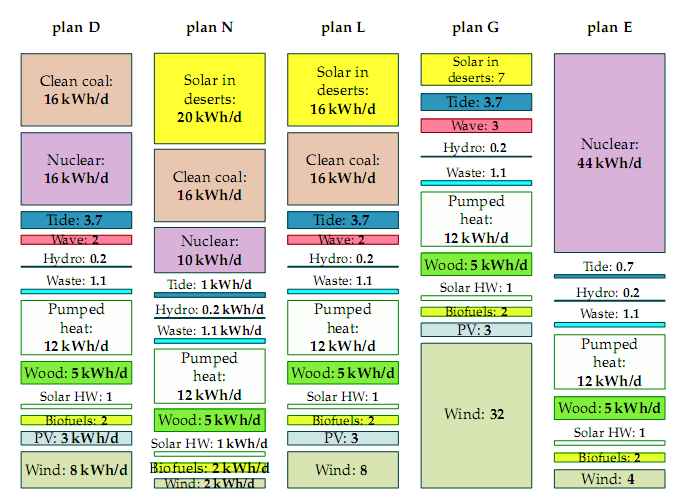 plan D
Clean coal:
16 kWh/d
Nuclear:
16 kWh/d
Tide: 3.7
Wave: 2
Hydro: 0.2
Waste: 1.1
Pumped
heat:
12 kWh/d
Wood: 5 kWh/d
Solar HW: 1
Biofuels: 2
PV: 3 kWh/d
Wind: 8 kWh/d
plan N
Solar in
deserts:
20 kWh/d
Clean coal:
16 kWh/d
Nuclear:
10 kWh/d
Tide: 1 kWh/d
Hydro: 0.2 kWh/d
Waste: 1.1 kWh/d
Pumped
heat:
12 kWh/d
Wood: 5 kWh/d
Solar HW: 1 kWh/d
Biofuels: 2 kWh/d
Wind: 2 kWh/d
plan L
Solar in
deserts:
16 kWh/d
Clean coal:
16 kWh/d
Tide: 3.7
Wave: 2
Hydro: 0.2
Waste: 1.1
Pumped
heat:
12 kWh/d
Wood: 5 kWh/d
Solar HW: 1
Biofuels: 2
PV: 3
Wind: 8
plan G
Solar in
deserts: 7
Tide: 3.7
Wave: 3
Hydro: 0.2
Waste: 1.1
Pumped
heat:
12 kWh/d
Wood: 5 kWh/d
Solar HW: 1
Biofuels: 2
PV: 3
Wind: 32
plan E
Nuclear:
44 kWh/d
Tide: 0.7
Hydro: 0.2
Waste: 1.1
Pumped
heat:
12 kWh/d
Wood: 5 kWh/d
Solar HW: 1
Biofuels: 2
Wind: 4